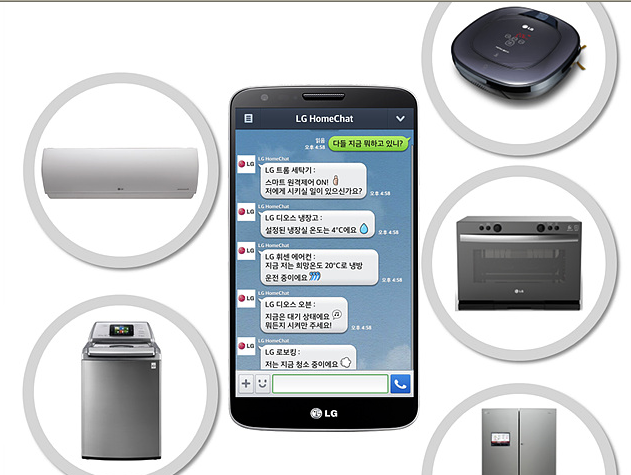 LG HomeChat
읽음
오후 4:58
다들 지금 뭐하고 있니?
LG HomeChat
LG
LG 트롬 세탁기 :
스마트 원격제어 ON!
저에게 시키실 일이 있으신가요?
오후 4:58
LG HomeChat
LG
LG 디오스 냉장고 :
설정된 냉장실 온도는 4°C에요
오후 4:58
LG HomeChat
LG
LG 휘센 에어컨 :
지금 저는 희망온도 20°C로 냉방
운전 중이에요
오후 4:58
LG HomeChat
LG
LG 디오스 오븐 :
지금은 대기 상태에요
뭐든지 시켜만 주세요!
오후 4:58
LG HomeChat
LG
LG 로보킹 :
저는 지금 청소 중이에요
LG
LG
LG
LG